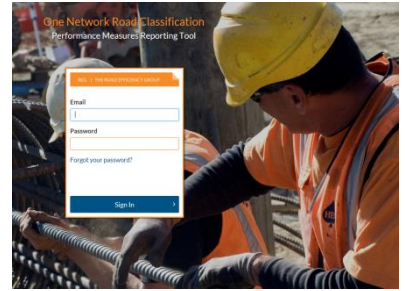 One Network Road Classification
Performance Measures Reporting Tool
REG | THE ROAD EFFICIENCY GROUP
Email
Password
Forgot your password?
Sign In